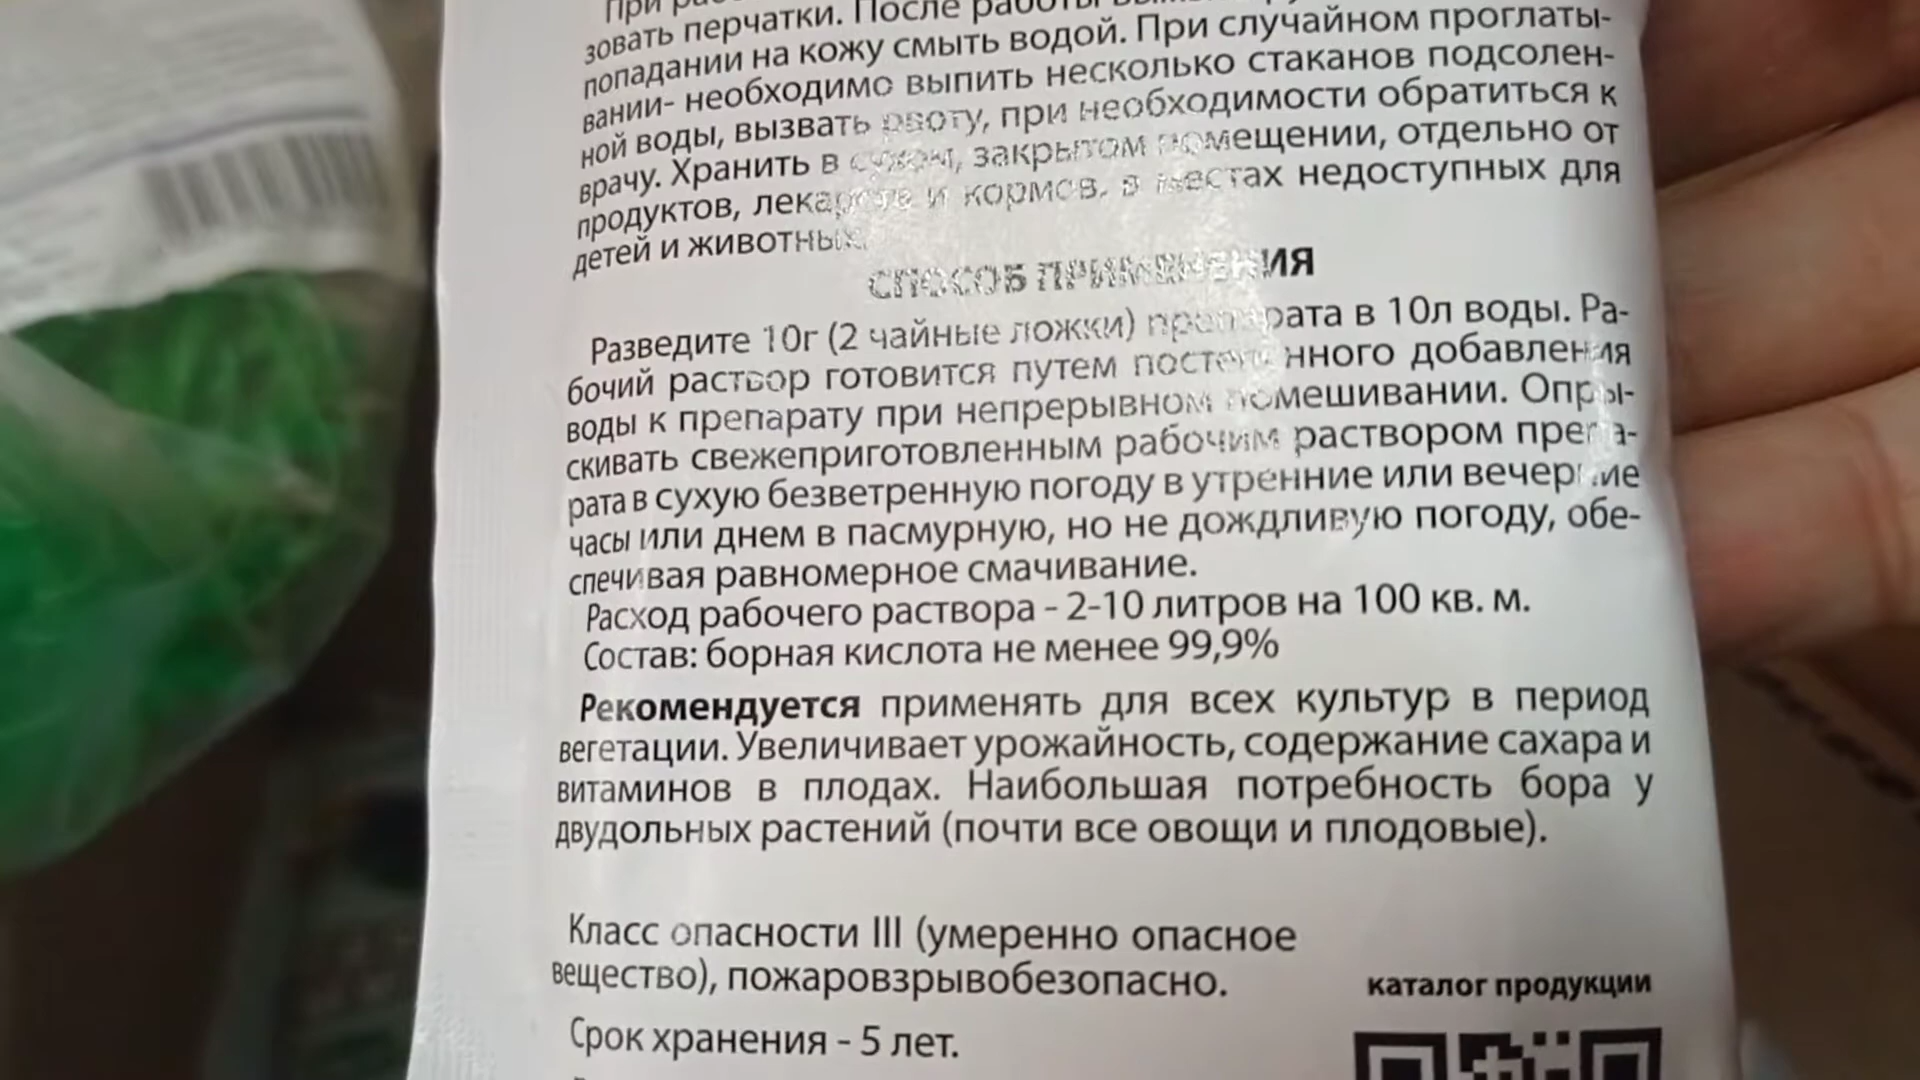 При
зовать перчатки. После работы
попадании на кожу смыть водой. При случайном проглаты-
вании- необходимо выпить несколько стаканов подсолен-
ной воды, вызвать рвоту, при необходимости обратиться к
врачу. Хранить в сухом, закрытом помещении, отдельно от
продуктов, лекарств и кормов, в местах недоступных для
детей и животных.
СПОСОБ ПРИМЕНЕНИЯ
Разведите 10г (2 чайные ложки) препарата в 10л воды. Ра-
бочий раствор готовится путем постепенного добавления
воды к препарату при непрерывном помешивании. Опры-
скивать свежеприготовленным рабочим раствором препа-
рата в сухую безветренную погоду в утренние или вечерние
часы или днем в пасмурную, но не дождливую погоду, обе-
спечивая равномерное смачивание.
Расход рабочего раствора - 2-10 литров на 100 кв. м.
Состав: борная кислота не менее 99,9%
Рекомендуется применять для всех культур в период
вегетации. Увеличивает урожайность, содержание сахара и
витаминов в плодах. Наибольшая потребность бора у
двудольных растений (почти все овощи и плодовые).
Класс опасности III (умеренно опасное
вещество), пожаровзрывобезопасно.
каталог продукции
Срок хранения - 5 лет.